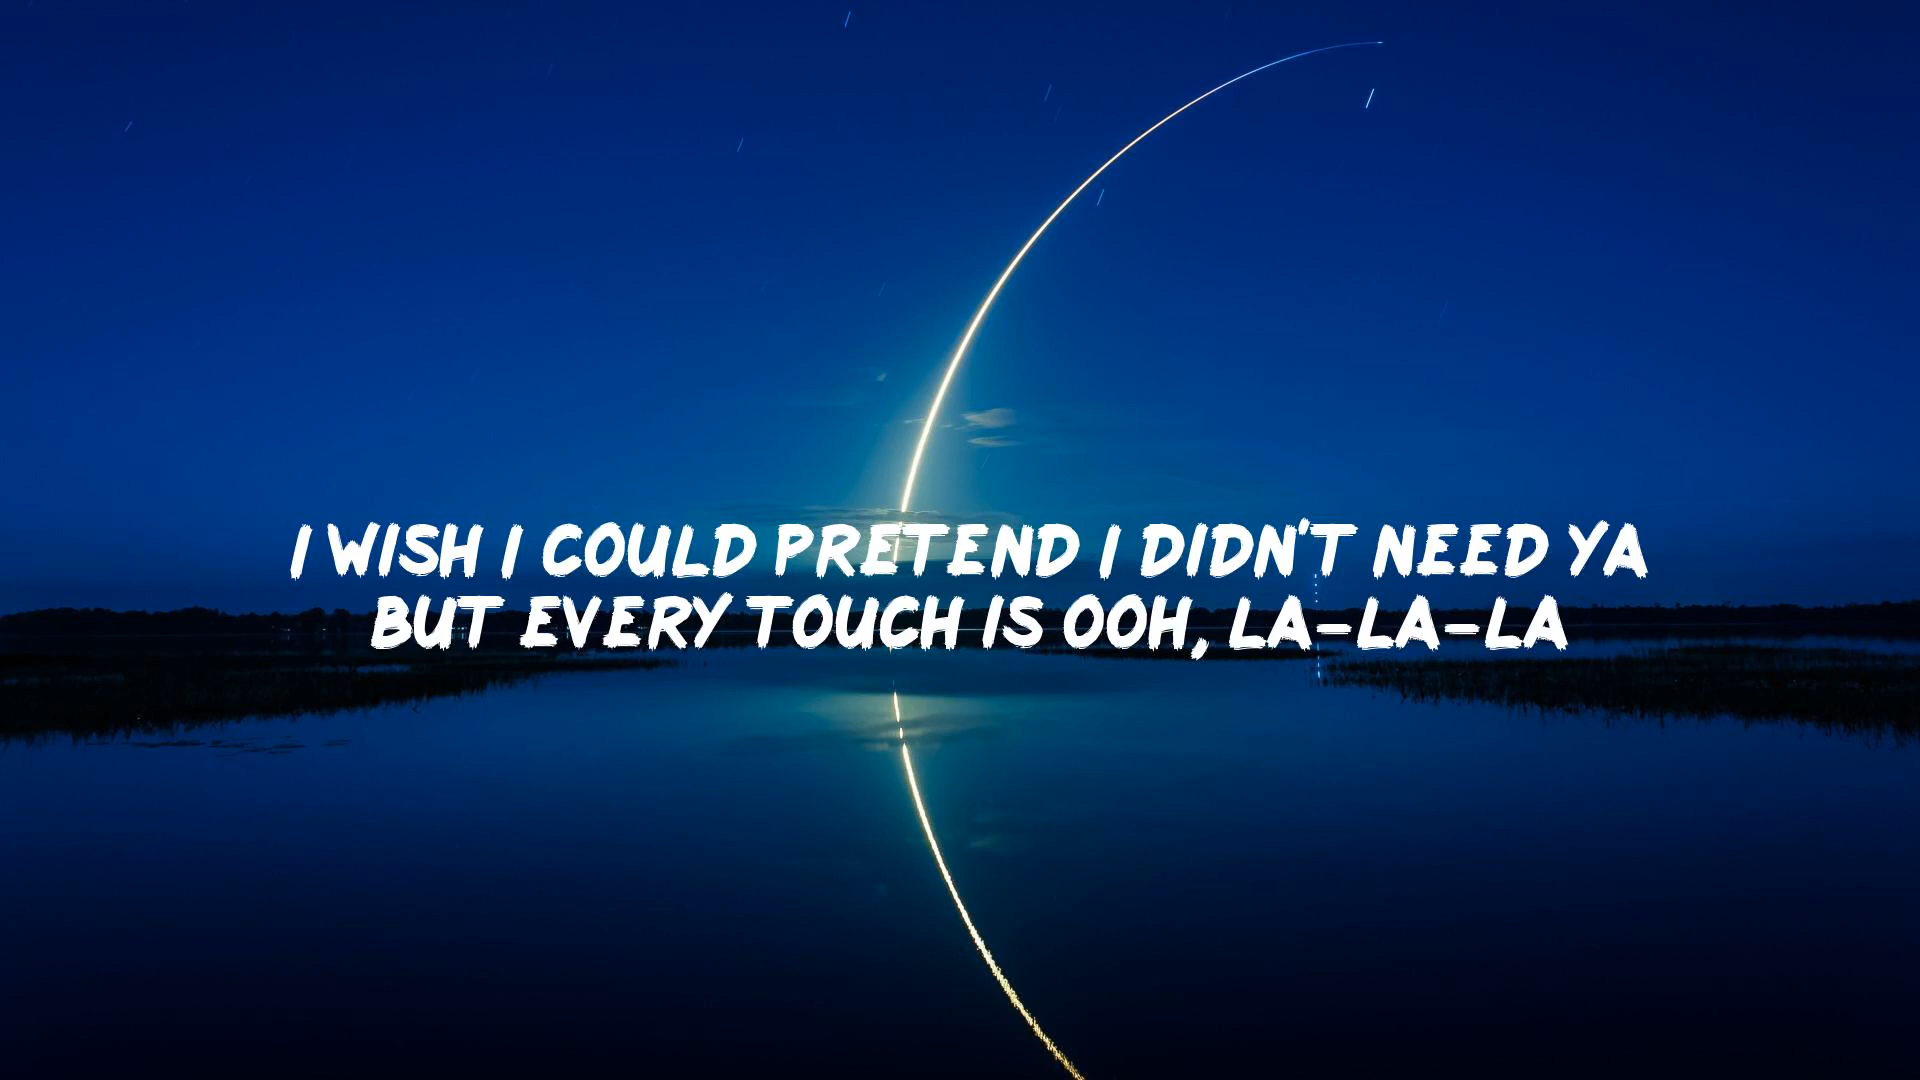 I WISH I COULD PRETEND I DIDN'T NEED YA
BUT EVERY TOUCH IS OOH, LA-LA-LA